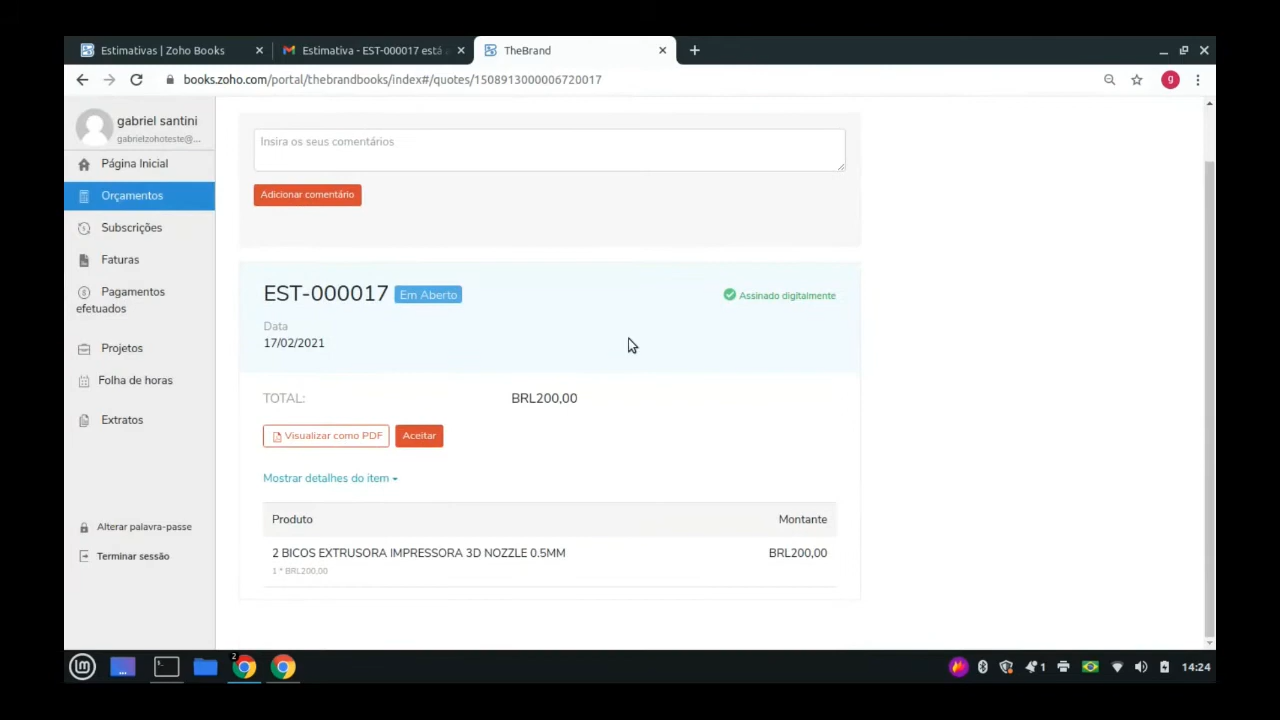 Estimativas | Zoho Books
Estimativa - EST-000017 está
TheBrand
books.zoho.com/portal/thebrandbooks/index#/quotes/1508913000006720017
g
gabriel santini
gabrielzohoteste@...
Página Inicial
Orçamentos
Subscrições
Faturas
Pagamentos
efetuados
Projetos
Folha de horas
Extratos
Alterar palavra-passe
Terminar sessão
Insira os seus comentários
Adicionar comentário
EST-000017 Em Aberto
Assinado digitalmente
Data
17/02/2021
TOTAL: BRL200,00
Visualizar como PDF Aceitar
Mostrar detalhes do item
Produto Montante
2 BICOS EXTRUSORA IMPRESSORA 3D NOZZLE 0.5MM BRL200,00
1 * BRL200,00
2
1
14:24